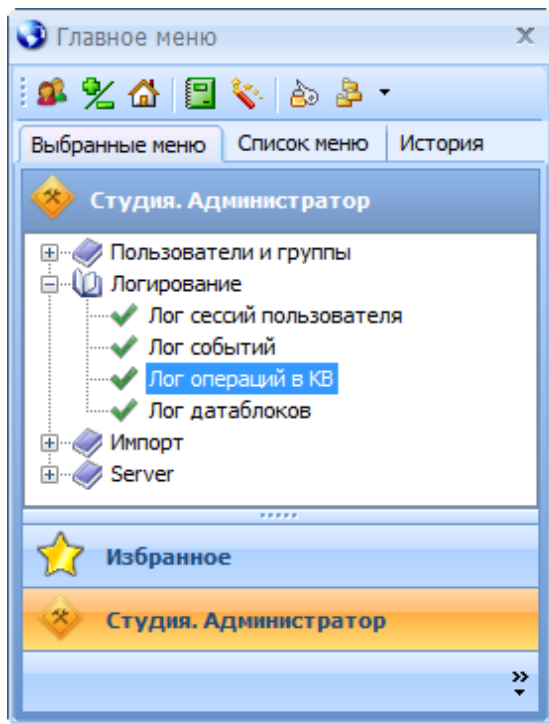 Главное меню
Выбранные меню Список меню История
Студия. Администратор
Пользователи и группы
Логирование
Лог сессий пользователя
Лог событий
Лог операций в КВ
Лог датаблоков
Импорт
Server
Избранное
Студия. Администратор